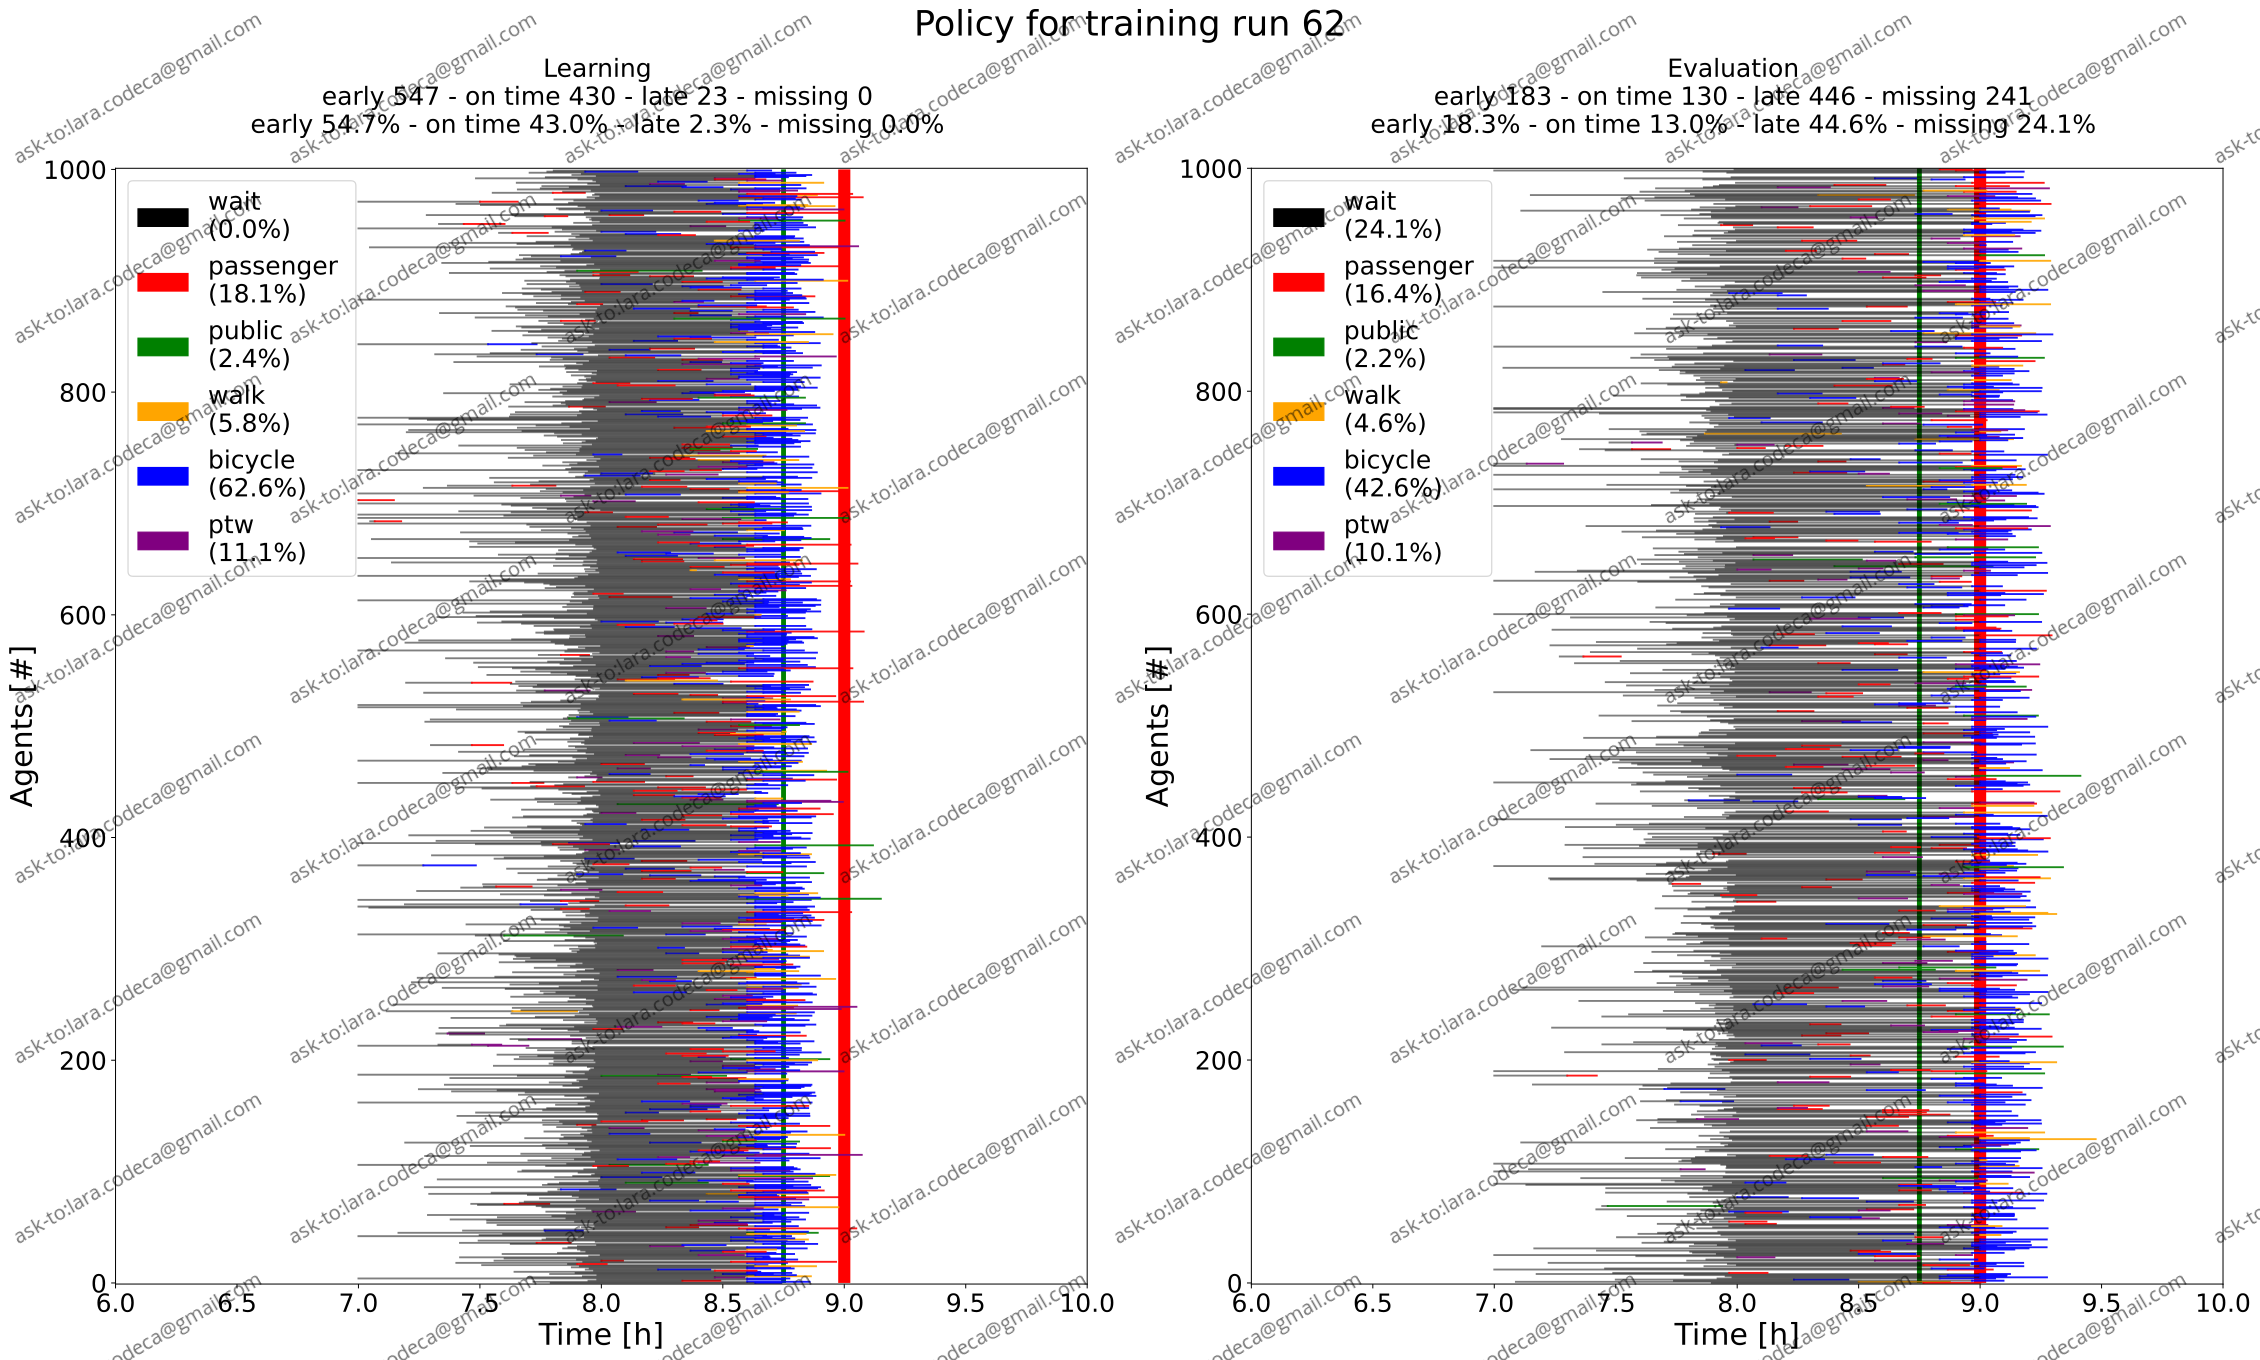 Policy for training run 62
Learning
early 547 - on time 430 - late 23 - missing 0
early 54.7% - on time 43.0% - late 2.3% - missing 0.0%
1000
800
600
400
200
0
Agents [#]
wait
(0.0%)
passenger
(18.1%)
public
(2.4%)
walk
(5.8%)
bicycle
(62.6%)
ptw
(11.1%)
6.0 6.5 7.0 7.5 8.0 8.5 9.0 9.5 10.0
Time [h]
Evaluation
early 183 - on time 130 - late 446 - missing 241
early 18.3% - on time 13.0% - late 44.6% - missing 24.1%
1000
800
600
400
200
0
Agents [#]
wait
(24.1%)
passenger
(16.4%)
public
(2.2%)
walk
(4.6%)
bicycle
(42.6%)
ptw
(10.1%)
6.0 6.5 7.0 7.5 8.0 8.5 9.0 9.5 10.0
Time [h]
ask-to:lara.codeca@gmail.com